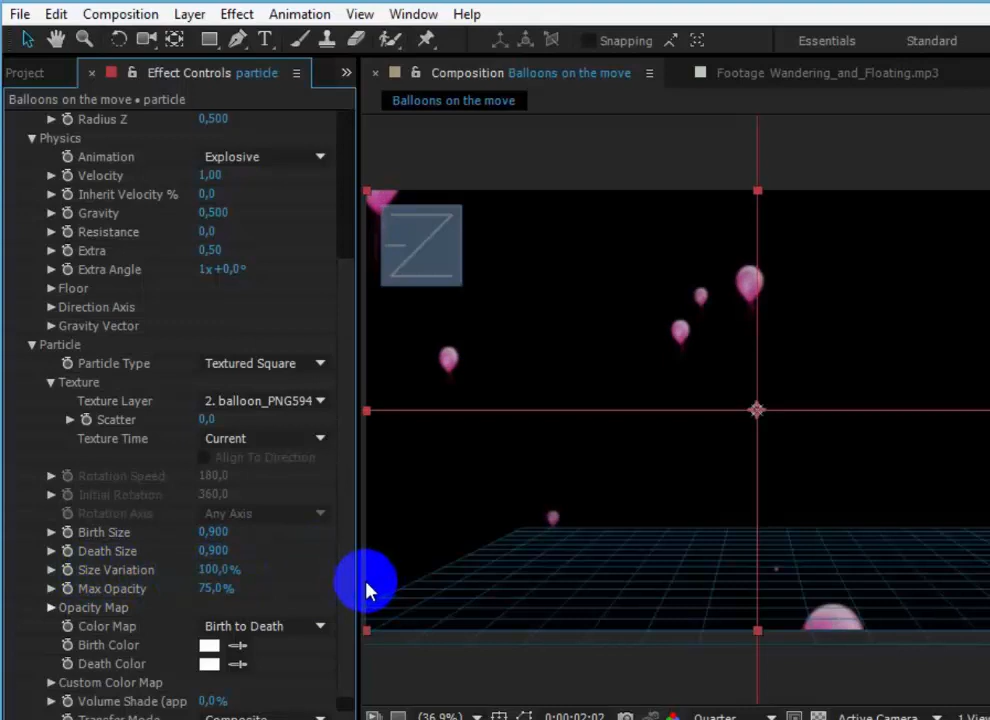 File Edit Composition Layer Effect Animation View Window Help
T Snapping Essentials Standard
Project × Effect Controls particle » × Composition Balloons on the move Footage Wandering_and_Floating.mp3
Balloons on the move • particle Balloons on the move
Radius Z 0,500
Physics
Animation Explosive
Velocity 1,00
Inherit Velocity % 0,0
Gravity 0,500
Resistance 0,0
Extra 0,50
Extra Angle 1x+0,0°
Floor
Direction Axis
Gravity Vector
Particle
Particle Type Textured Square
Texture
Texture Layer 2. balloon_PNG594
Scatter 0,0
Texture Time Current
Align To Direction
Rotation Speed 180,0
Initial Rotation 360,0
Rotation Axis Any Axis
Birth Size 0,900
Death Size 0,900
Size Variation 100,0%
Max Opacity 75,0%
Opacity Map
Color Map Birth to Death
Birth Color
Death Color
Custom Color Map
Volume Shade (app 0,0%
Transfer Mode Composite
(36,9%) 0:00:02:02 Quarter Active Camera